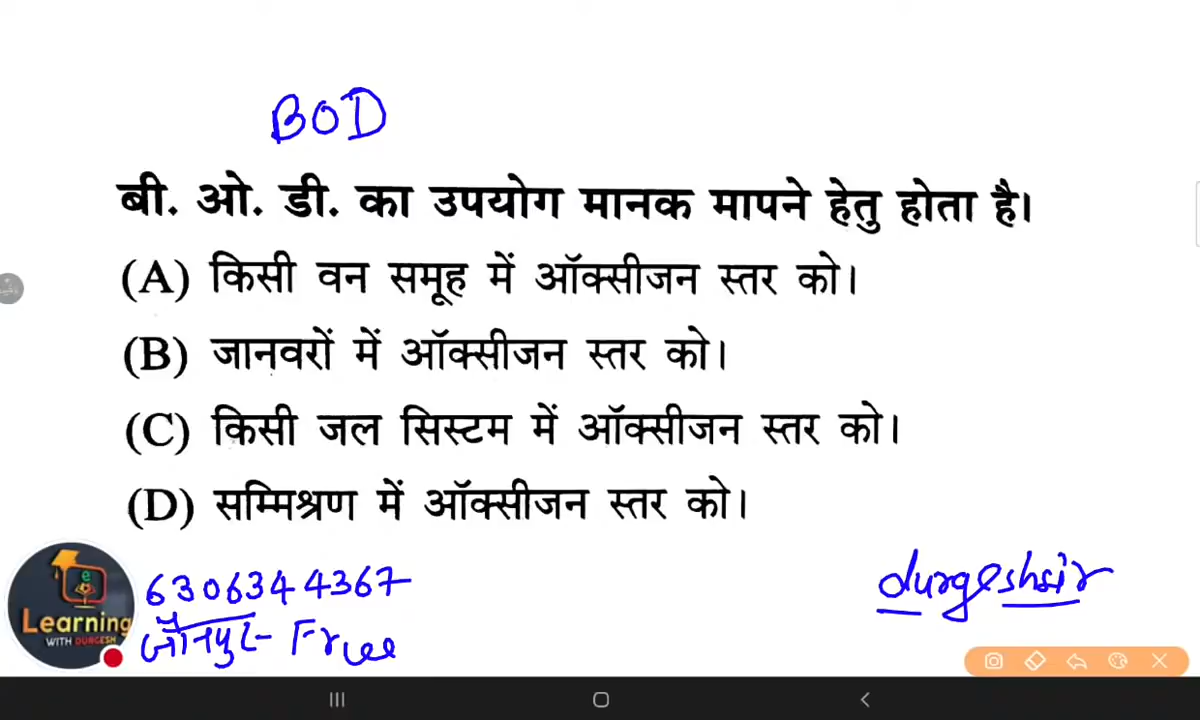 BOD
बी. ओ. डी. का उपयोग मानक मापने हेतु होता है।
(A) किसी वन समूह में ऑक्सीजन स्तर को।
(B) जानवरों में ऑक्सीजन स्तर को।
(C) किसी जल सिस्टम में ऑक्सीजन स्तर को।
(D) सम्मिश्रण में ऑक्सीजन स्तर को।
e
Learning
WITH DURGESH
6306344367
जौनपुर- Free
durgeshsir